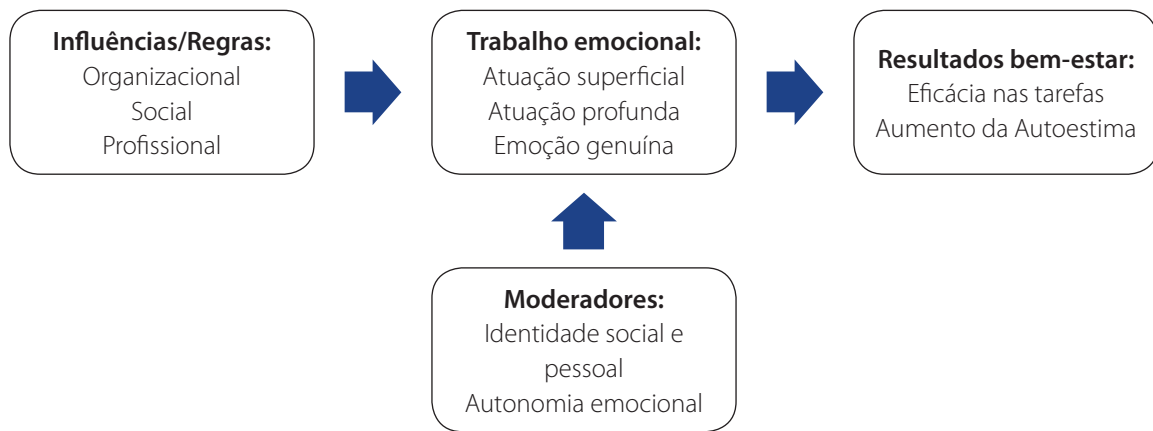 Influências/Regras:
Organizacional
Social
Profissional
Trabalho emocional:
Atuação superficial
Atuação profunda
Emoção genuína
Resultados bem-estar:
Eficácia nas tarefas
Aumento da Autoestima
Moderadores:
Identidade social e
pessoal
Autonomia emocional